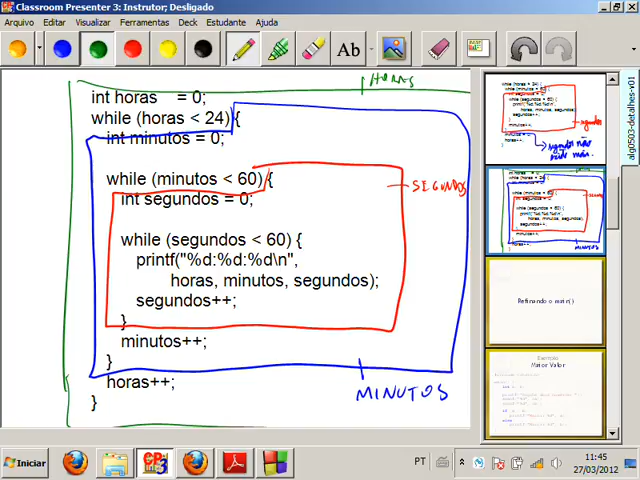 Classroom Presenter 3: Instrutor; Desligado
Arquivo Editar Visualizar Ferramentas Deck Estudante Ajuda
Ab
HORAS
int horas = 0;
while (horas < 24) {
int minutos = 0;
while (minutos < 60) {
SEGUNDOS
int segundos = 0;
while (segundos < 60) {
printf("%d:%d:%d\n",
horas, minutos, segundos);
segundos++;
}
minutos++;
}
horas++;
MINUTOS
}
Refinando o main()
Exemplo
Maior Valor
alg0503-detalhes-v01
Iniciar
PT
11:45
27/03/2012